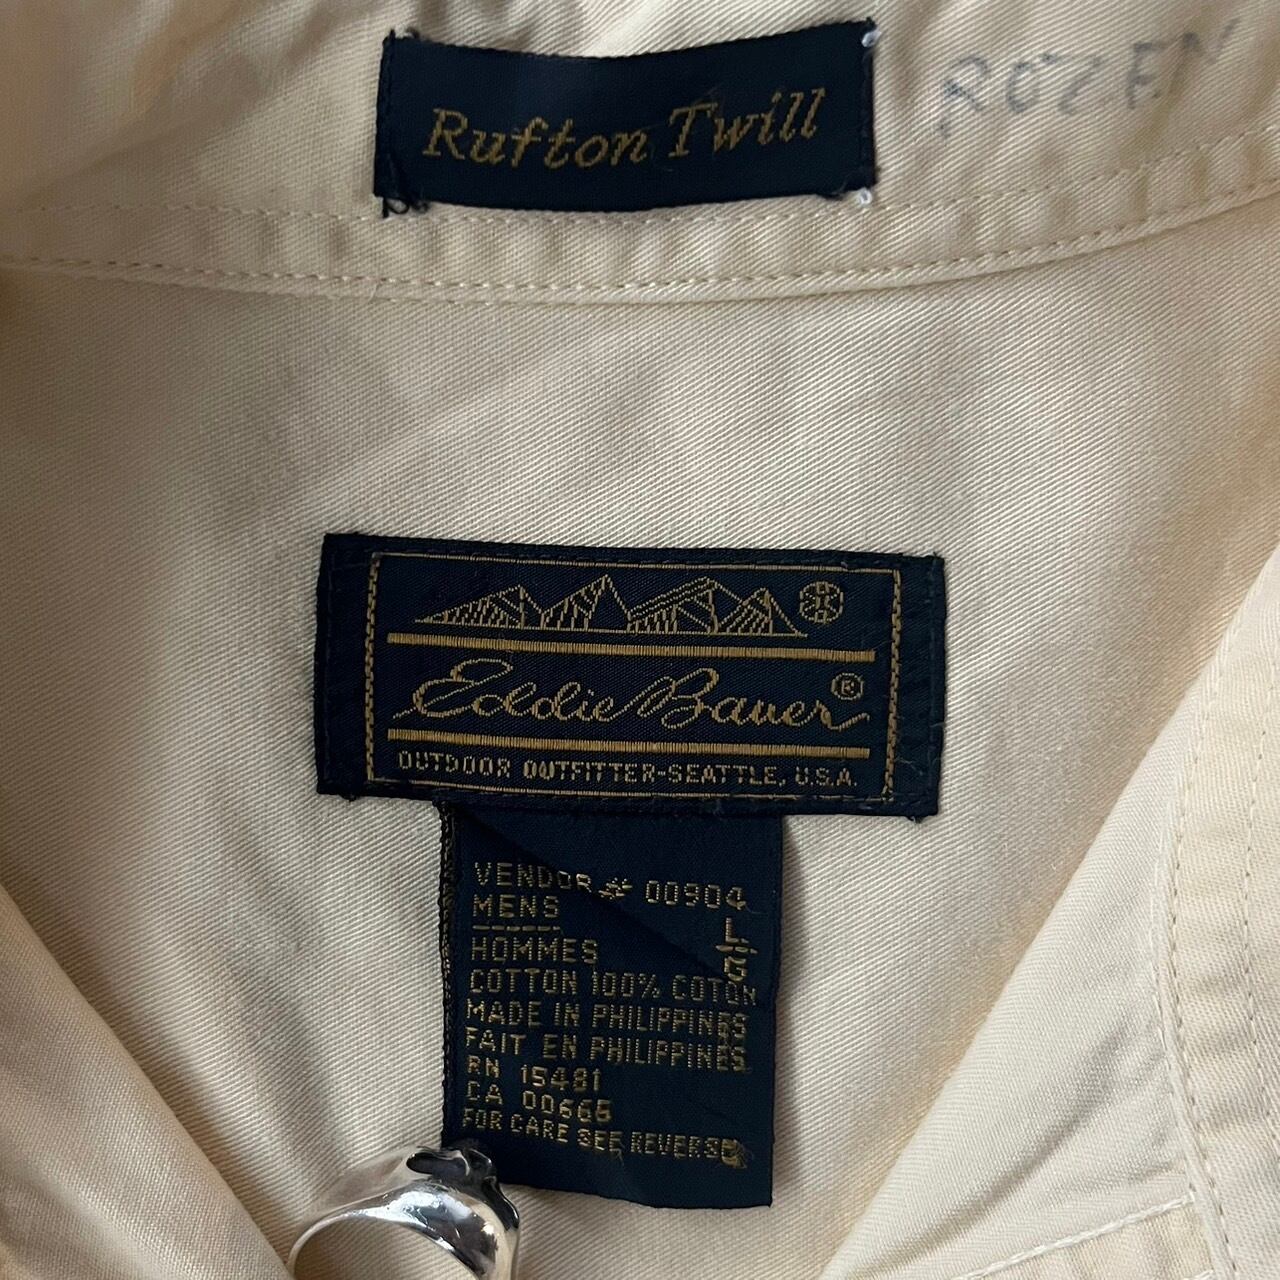 Rufton Twill
ROZEN
Eddie Bauer®
OUTDOOR OUTFITTER-SEATTLE, U.S.A.
VENDOR # 00904
MENS
HOMMES
L/G
COTTON 100% COTON
MADE IN PHILIPPINES
FAIT EN PHILIPPINES
RN 15481
CA 00665
FOR CARE SEE REVERSE